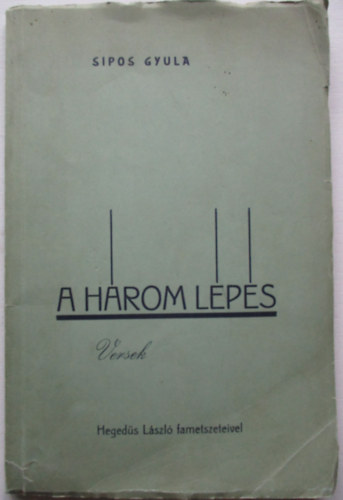 SIPOS GYULA
A HÁROM LÉPÉS
Versek
Hegedűs László fametszeteivel